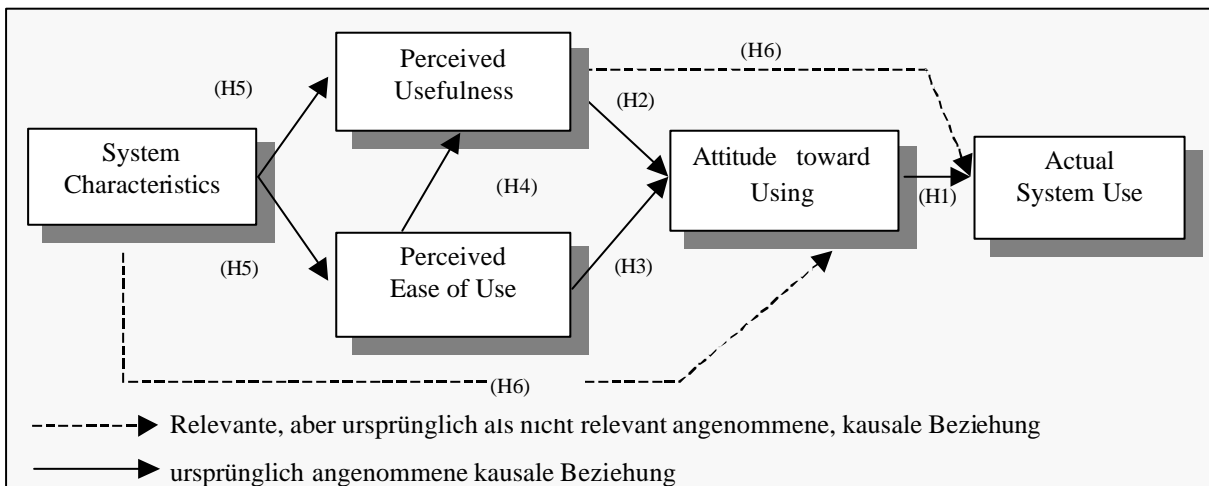 Perceived
Usefulness
(H6)
(H5)
(H2)
System
Characteristics
Attitude toward
Using
Actual
System Use
(H4)
(H1)
(H5)
Perceived
Ease of Use
(H3)
(H6)
Relevante, aber ursprünglich als nicht relevant angenommene, kausale Beziehung
ursprünglich angenommene kausale Beziehung